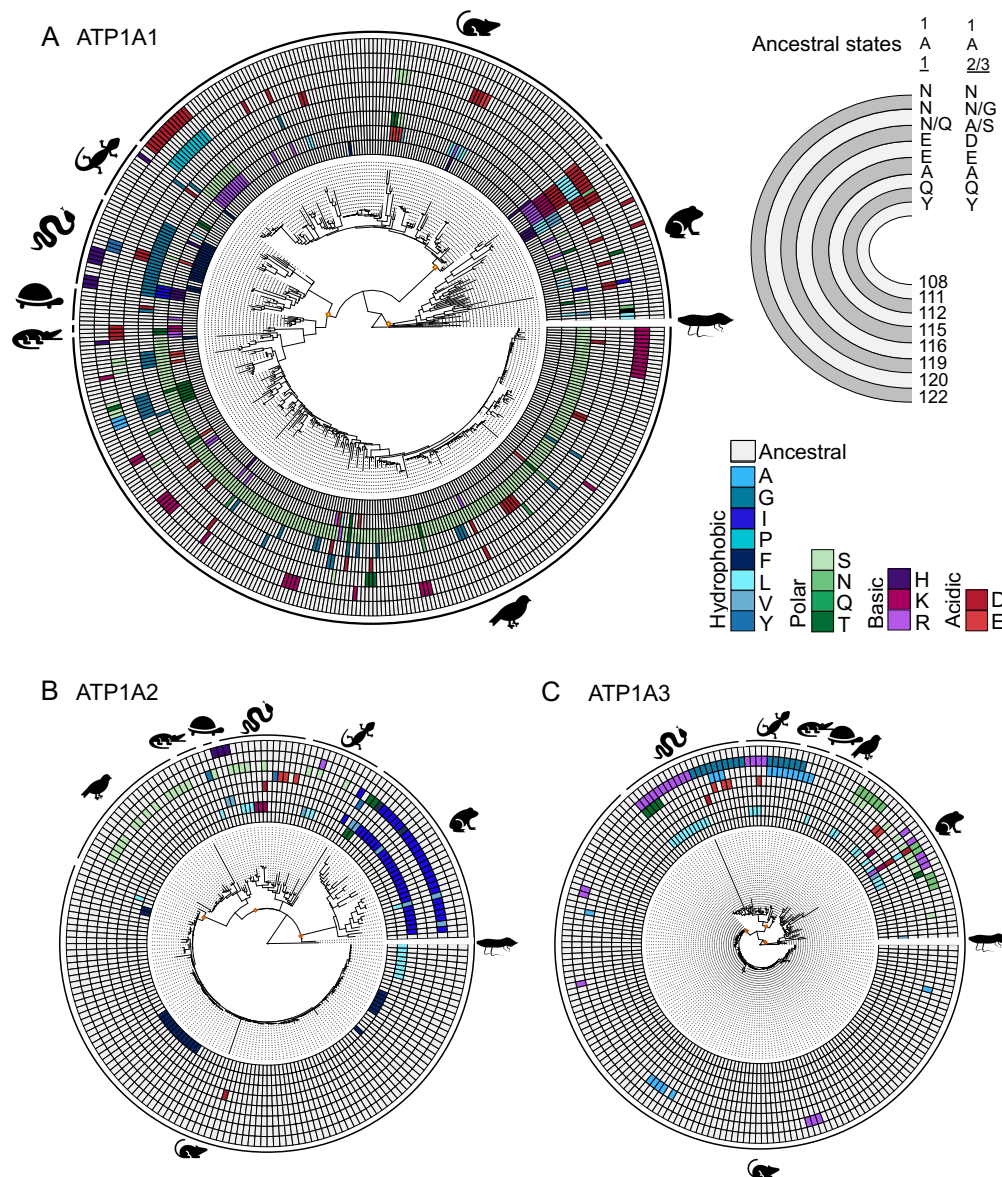 A ATP1A1
Ancestral states
1 1
A A
1 2/3
N N
N N/G
N/Q A/S
E D
E E
A A
Q Q
Y Y
108
111
112
115
116
119
120
122
Ancestral
Hydrophobic
A
G
I
P
F
L
V
Y
Polar
S
N
Q
T
Basic
H
K
R
Acidic
D
E
B ATP1A2
C ATP1A3